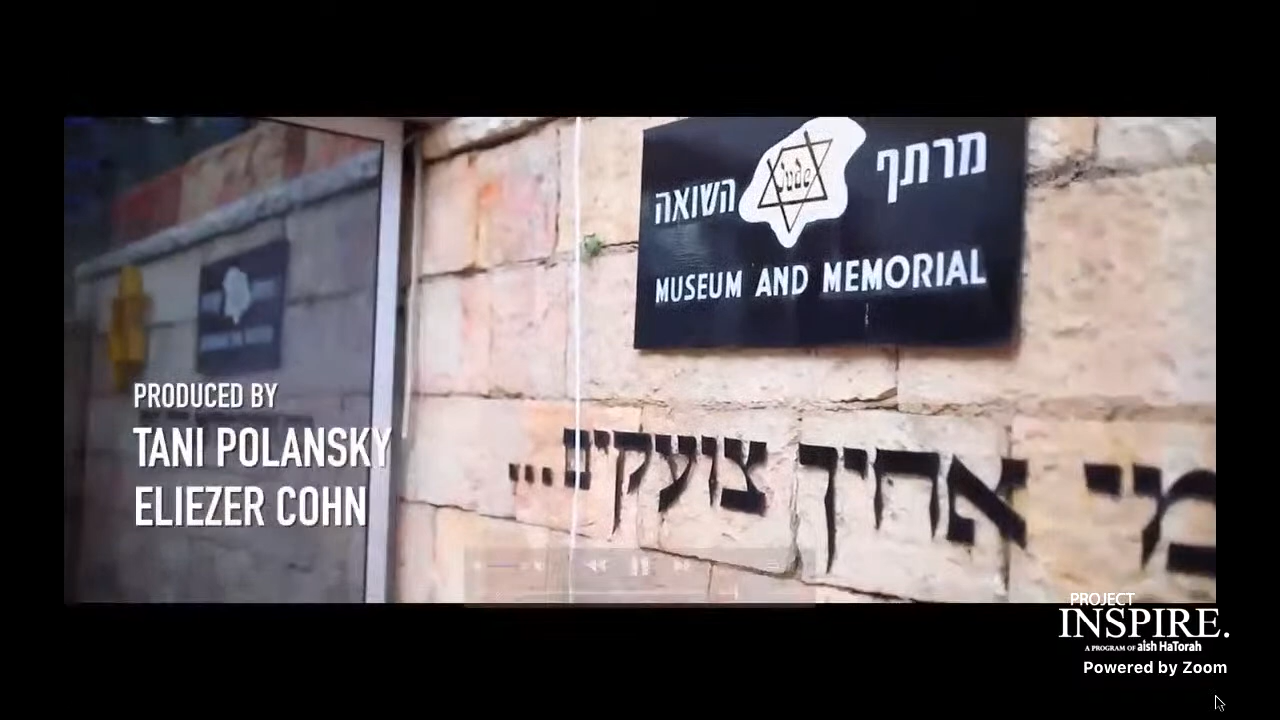 מרתף השואה
Jude
MUSEUM AND MEMORIAL
מי אחיך צועקים...
PRODUCED BY
TANI POLANSKY
ELIEZER COHN
PROJECT
INSPIRE.
A PROGRAM OF aish HaTorah
Powered by Zoom